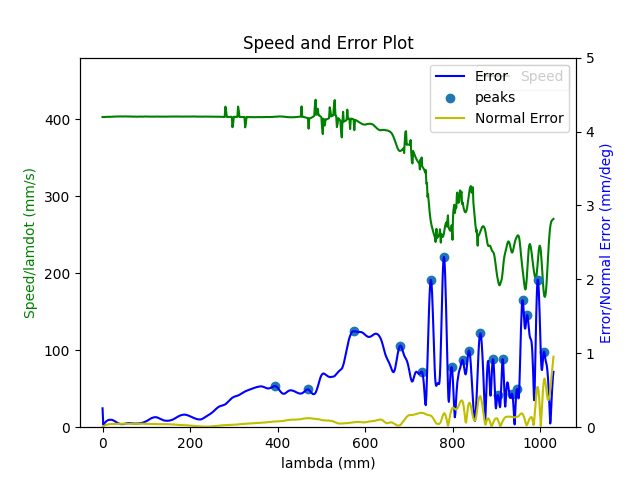 Speed and Error Plot
Speed/lamdot (mm/s)
400
300
200
100
0
0
200
400
600
800
1000
lambda (mm)
5
4
3
2
1
0
Error/Normal Error (mm/deg)
Speed
Error
peaks
Normal Error